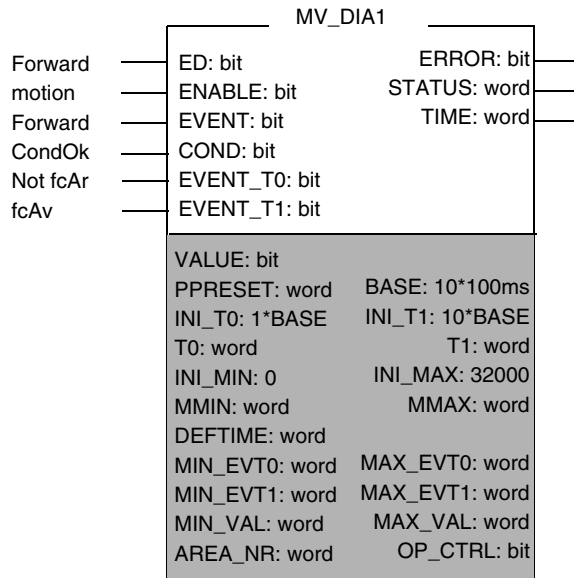 MV_DIA1
Forward ED: bit ERROR: bit
motion ENABLE: bit STATUS: word
Forward EVENT: bit TIME: word
CondOk COND: bit
Not fcAr EVENT_T0: bit
fcAv EVENT_T1: bit
VALUE: bit
PPRESET: word BASE: 10*100ms
INI_T0: 1*BASE INI_T1: 10*BASE
T0: word T1: word
INI_MIN: 0 INI_MAX: 32000
MMIN: word MMAX: word
DEFTIME: word
MIN_EVT0: word MAX_EVT0: word
MIN_EVT1: word MAX_EVT1: word
MIN_VAL: word MAX_VAL: word
AREA_NR: word OP_CTRL: bit